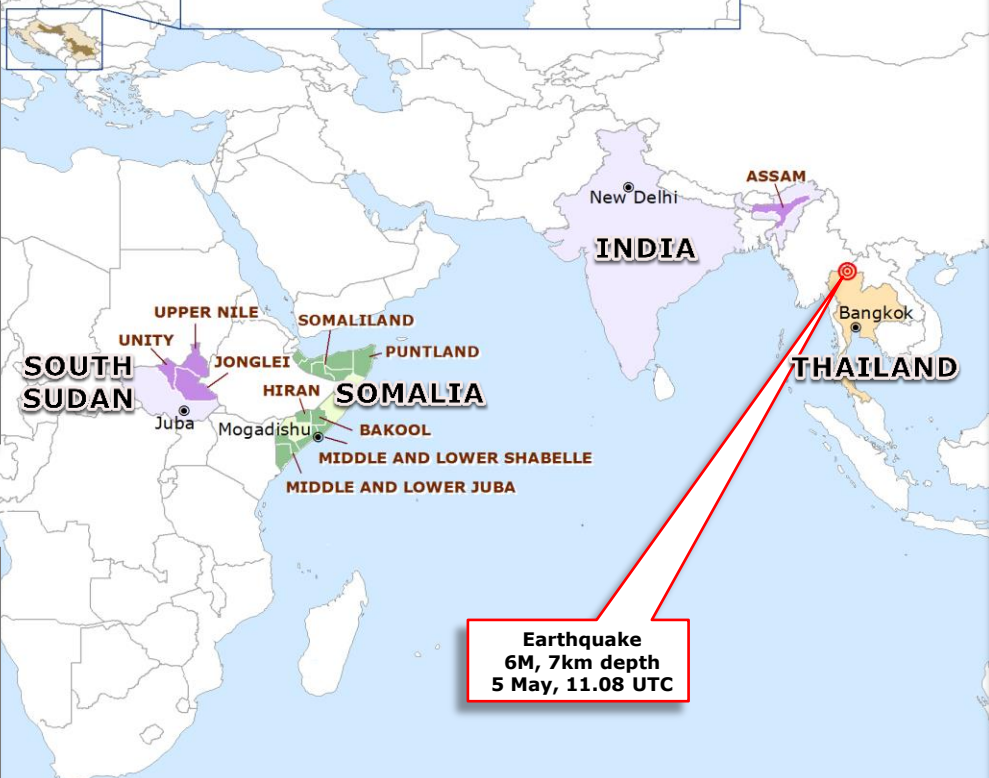 ASSAM
New Delhi
INDIA
Bangkok
THAILAND
UPPER NILE
UNITY
JONGLEI
SOUTH
SUDAN
Juba
SOMALILAND
PUNTLAND
HIRAN
SOMALIA
Mogadishu
BAKOOL
MIDDLE AND LOWER SHABELLE
MIDDLE AND LOWER JUBA
Earthquake
6M, 7km depth
5 May, 11.08 UTC